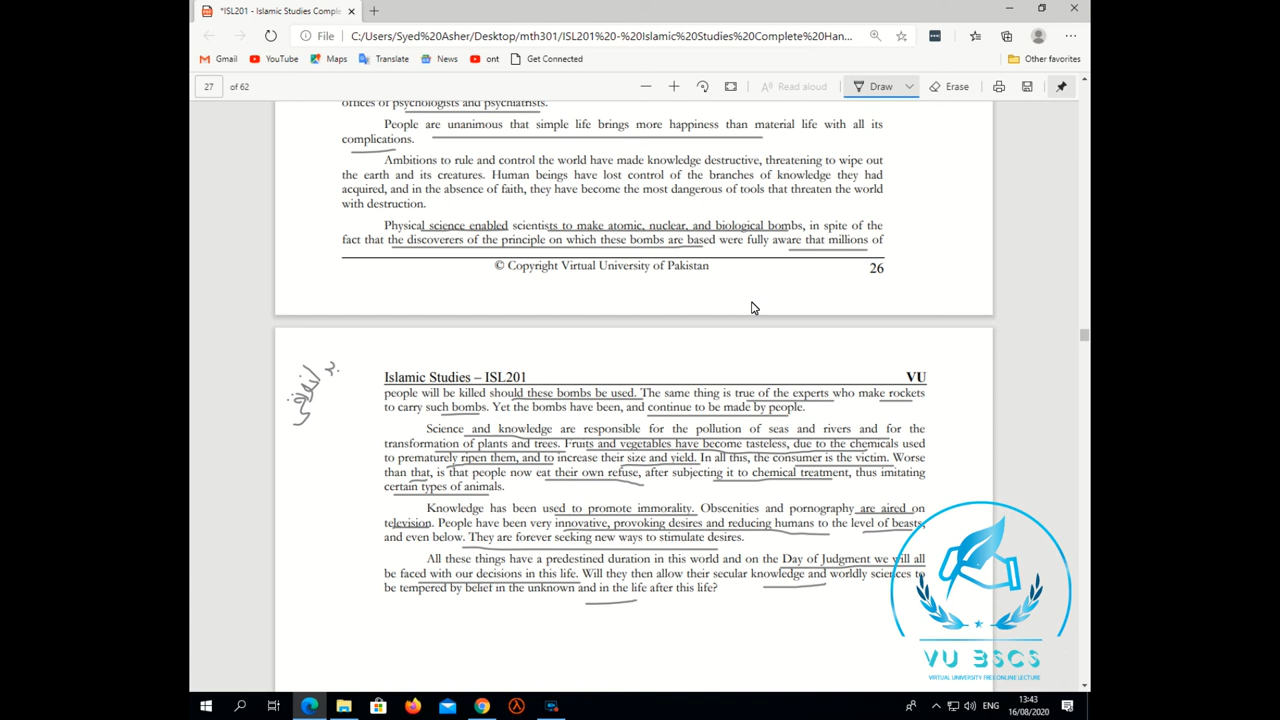 *ISL201 - Islamic Studies Comple
File C:/Users/Syed%20Asher/Desktop/mth301/ISL201%20-%20Islamic%20Studies%20Complete%20Han...
Gmail YouTube Maps Translate News ont Get Connected Other favorites
27 of 62 Read aloud Draw Erase
offices of psychologists and psychiatrists.
People are unanimous that simple life brings more happiness than material life with all its
complications.
Ambitions to rule and control the world have made knowledge destructive, threatening to wipe out
the earth and its creatures. Human beings have lost control of the branches of knowledge they had
acquired, and in the absence of faith, they have become the most dangerous of tools that threaten the world
with destruction.
Physical science enabled scientists to make atomic, nuclear, and biological bombs, in spite of the
fact that the discoverers of the principle on which these bombs are based were fully aware that millions of
© Copyright Virtual University of Pakistan 26
Islamic Studies – ISL201 VU
people will be killed should these bombs be used. The same thing is true of the experts who make rockets
to carry such bombs. Yet the bombs have been, and continue to be made by people.
Science and knowledge are responsible for the pollution of seas and rivers and for the
transformation of plants and trees. Fruits and vegetables have become tasteless, due to the chemicals used
to prematurely ripen them, and to increase their size and yield. In all this, the consumer is the victim. Worse
than that, is that people now eat their own refuse, after subjecting it to chemical treatment, thus imitating
certain types of animals.
Knowledge has been used to promote immorality. Obscenities and pornography are aired on
television. People have been very innovative, provoking desires and reducing humans to the level of beasts,
and even below. They are forever seeking new ways to stimulate desires.
All these things have a predestined duration in this world and on the Day of Judgment we will all
be faced with our decisions in this life. Will they then allow their secular knowledge and worldly sciences to
be tempered by belief in the unknown and in the life after this life?
VU BSCS
VIRTUAL UNIVERSITY FREE ONLINE LECTURE
ENG
13:43
16/08/2020